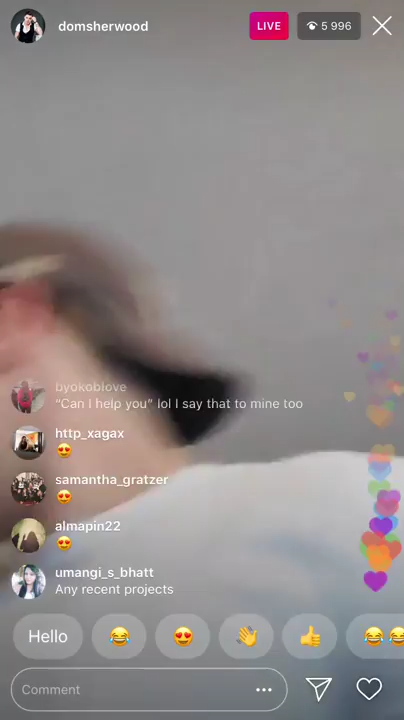 domsherwood
LIVE
5 996
byokoblove
“Can I help you” lol I say that to mine too
http_xagax
😍
samantha_gratzer
😍
almapin22
😍
umangi_s_bhatt
Any recent projects
Hello 😂 😍 👋 👍 😂😂
Comment